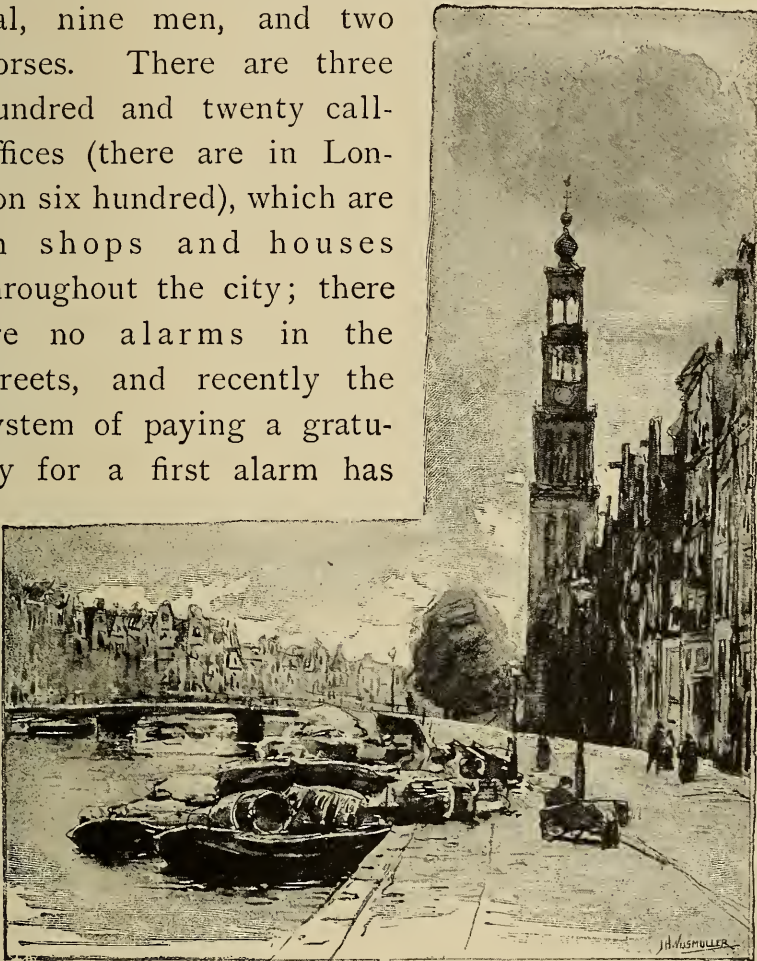 al, nine men, and two
orses. There are three
undred and twenty call-
ffices (there are in Lon-
on six hundred), which are
n shops and houses
hroughout the city; there
re no alarms in the
reets, and recently the
ystem of paying a gratu-
y for a first alarm has